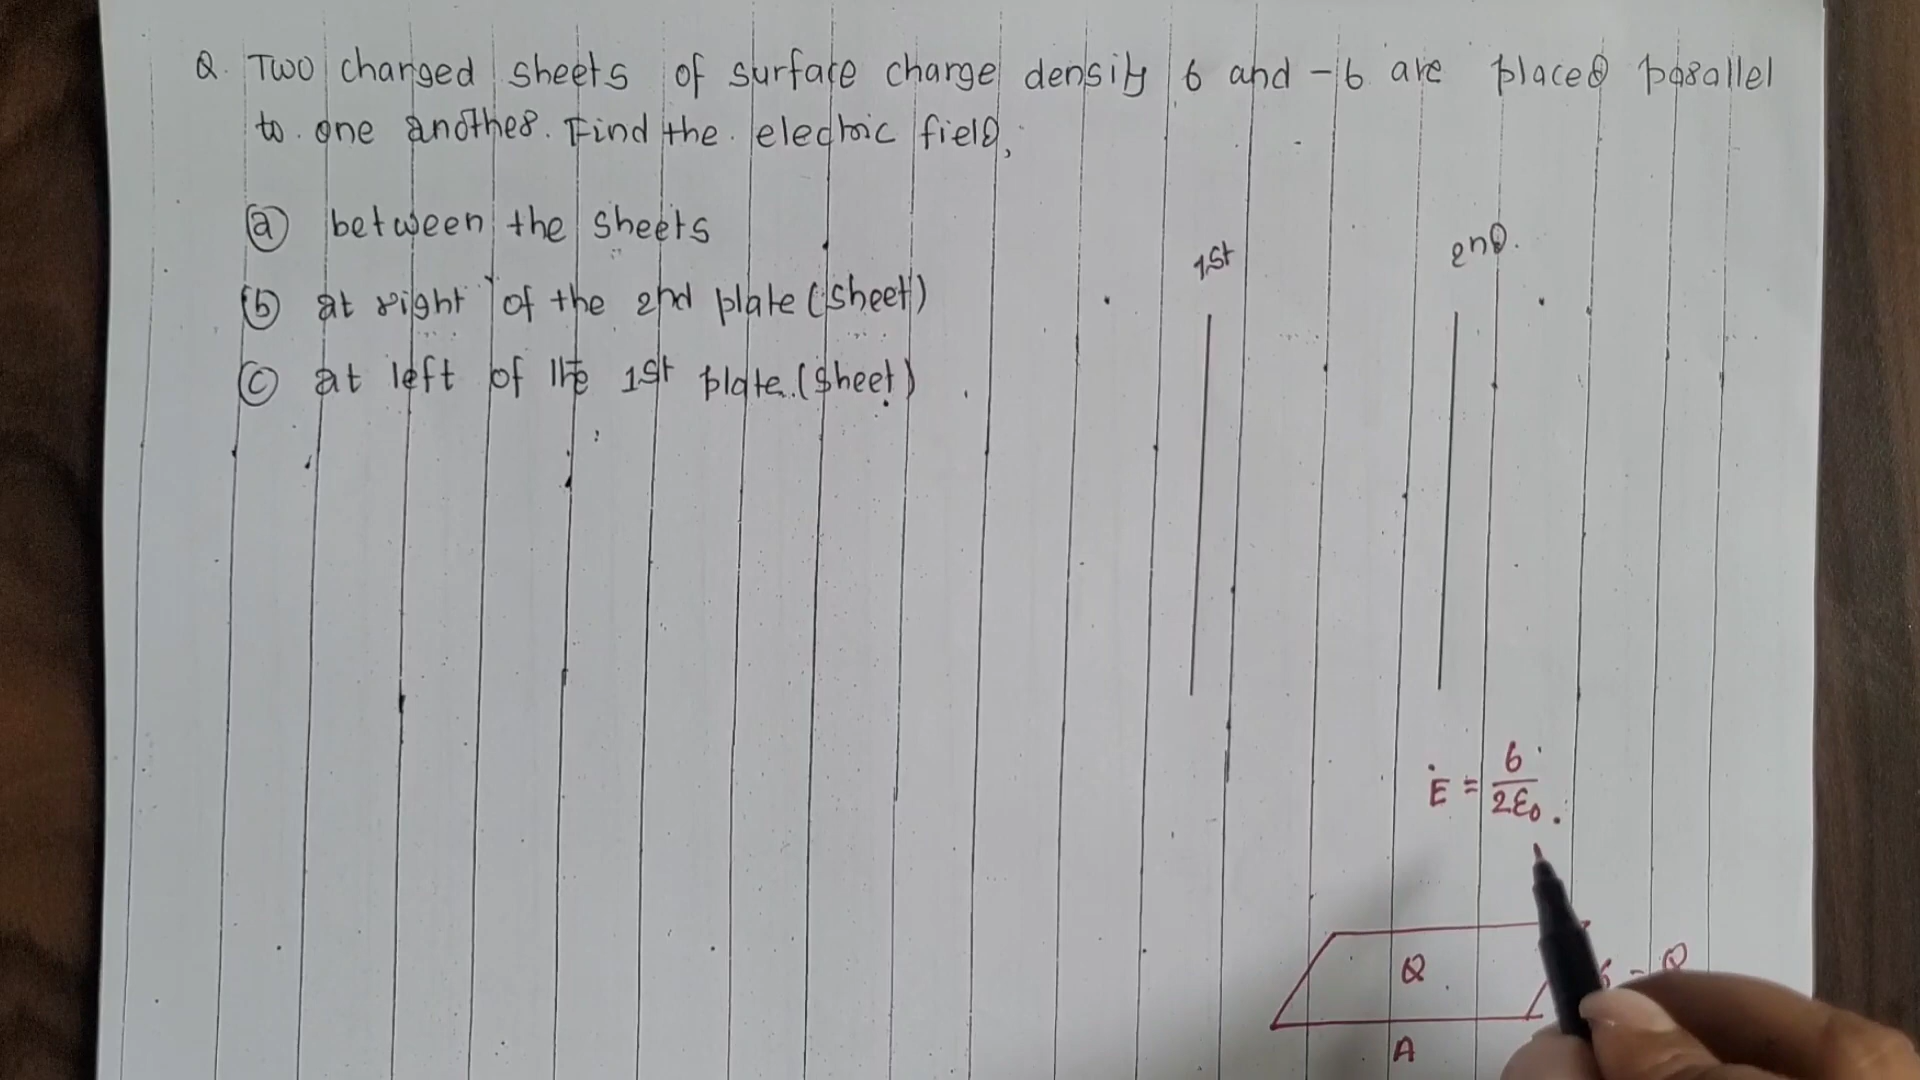 Q. Two charged sheets of surface charge density б and -б are placed parallel
to one another. Find the electric field,
ⓐ between the sheets
ⓑ at right of the 2nd plate (sheet)
ⓒ at left of the 1st plate (sheet)
1st
2nd.
E = б/2ε₀.
Q
A